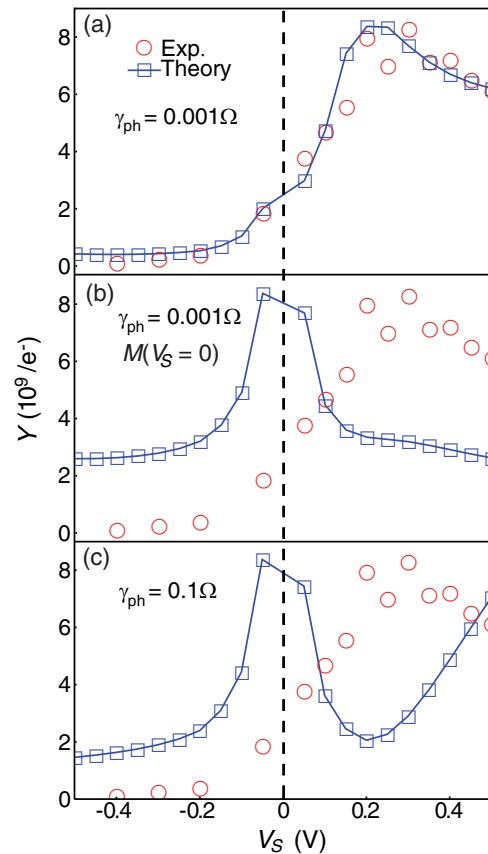 (a)
Exp.
Theory
γph = 0.001Ω
8
6
4
2
0
(b)
γph = 0.001Ω
M(VS = 0)
8
6
4
2
0
Y (10⁹/e⁻)
(c)
γph = 0.1Ω
8
6
4
2
0
-0.4 -0.2 0 0.2 0.4
VS (V)